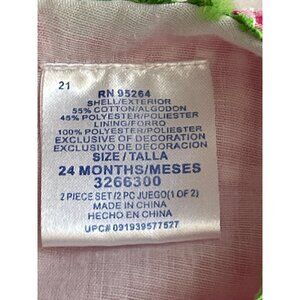 21
RN 95264
SHELL/EXTERIOR
55% COTTON/ALGODON
45% POLYESTER/POLIESTER
LINING/FORRO
100% POLYESTER/POLIESTER
EXCLUSIVE OF DECORATION
EXCLUSIVO DE DECORACION
SIZE/TALLA
24 MONTHS/MESES
3266300
2 PIECE SET/2 PC JUEGO(1 OF 2)
MADE IN CHINA
HECHO EN CHINA
UPC# 091939577527